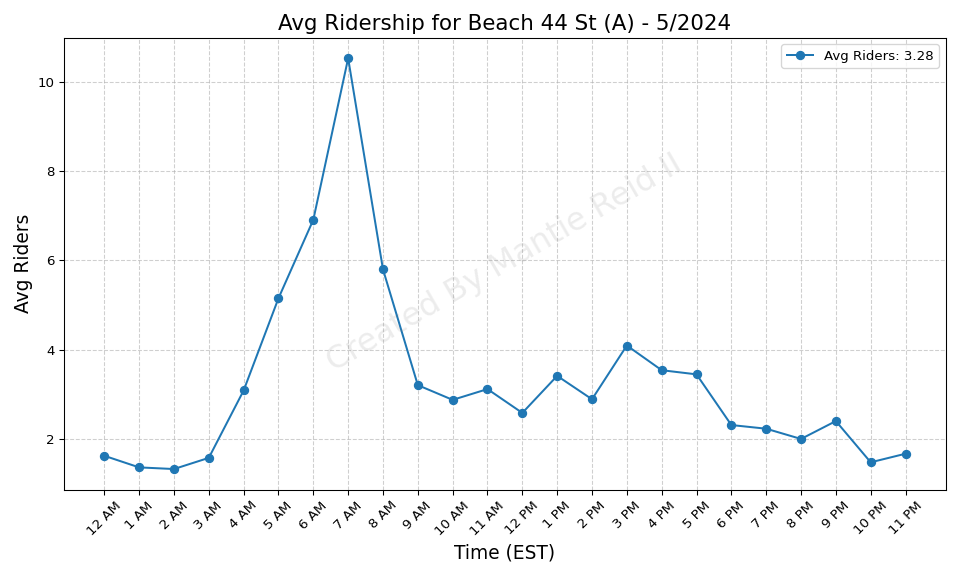 Avg Ridership for Beach 44 St (A) - 5/2024
Avg Riders: 3.28
Avg Riders
10
8
6
4
2
Created By Mantie Reid II
12 AM
1 AM
2 AM
3 AM
4 AM
5 AM
6 AM
7 AM
8 AM
9 AM
10 AM
11 AM
12 PM
1 PM
2 PM
3 PM
4 PM
5 PM
6 PM
7 PM
8 PM
9 PM
10 PM
11 PM
Time (EST)